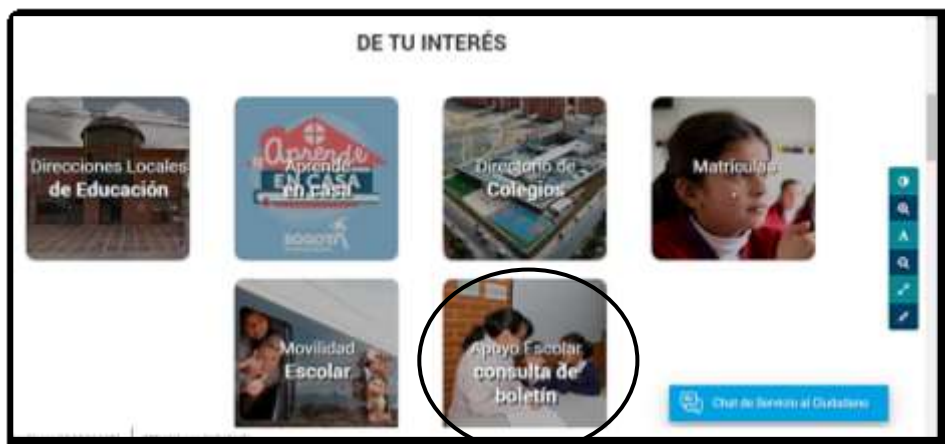 DE TU INTERÉS
Direcciones Locales
de Educación
Aprende
en casa
Aprende
EN CASA
BOGOTÁ
Directorio de
Colegios
Matrículas
Movilidad
Escolar
Apoyo Escolar
consulta de
boletín
A
Chat de Servicio al Ciudadano